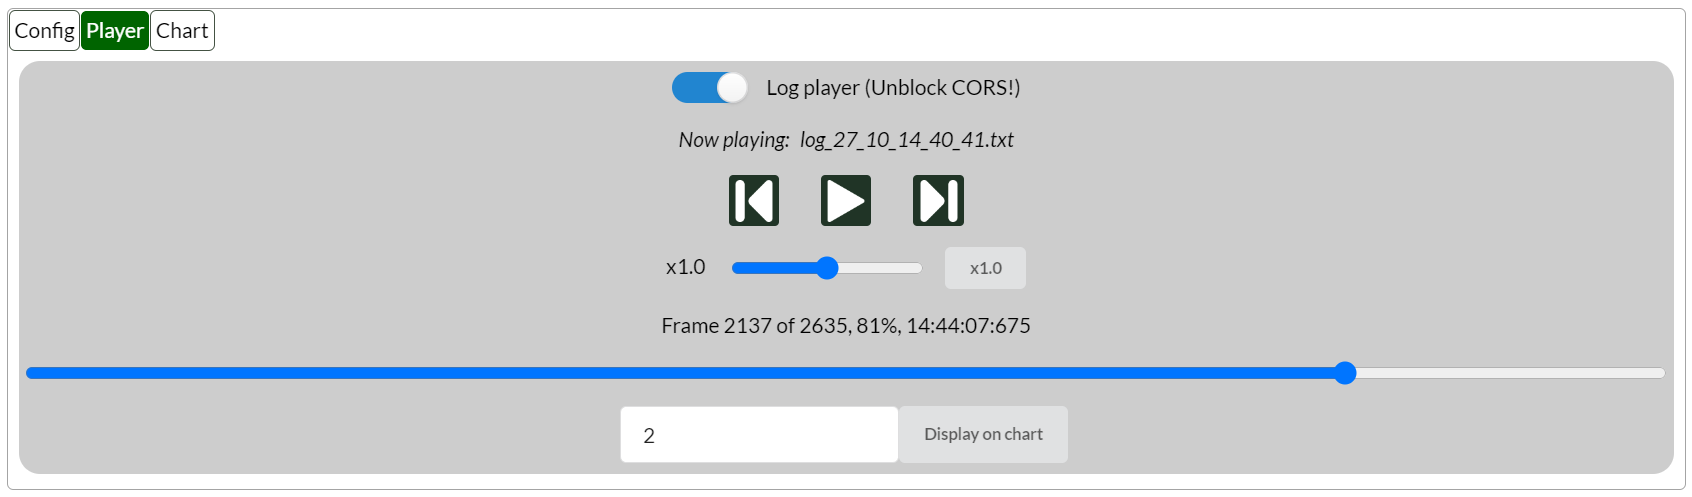 Config Player Chart
Log player (Unblock CORS!)
Now playing: log_27_10_14_40_41.txt
x1.0 x1.0
Frame 2137 of 2635, 81%, 14:44:07:675
2 Display on chart